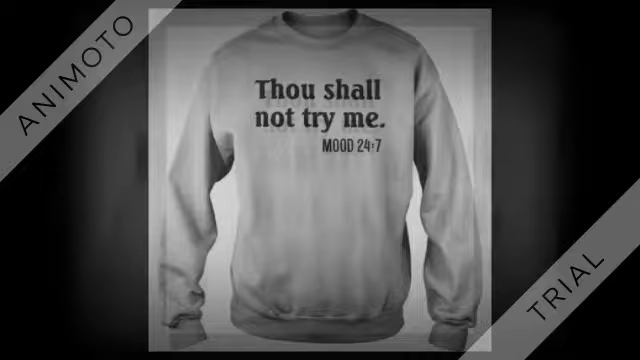 ANIMOTO
Thou shall
not try me.
MOOD 24:7
TRIAL